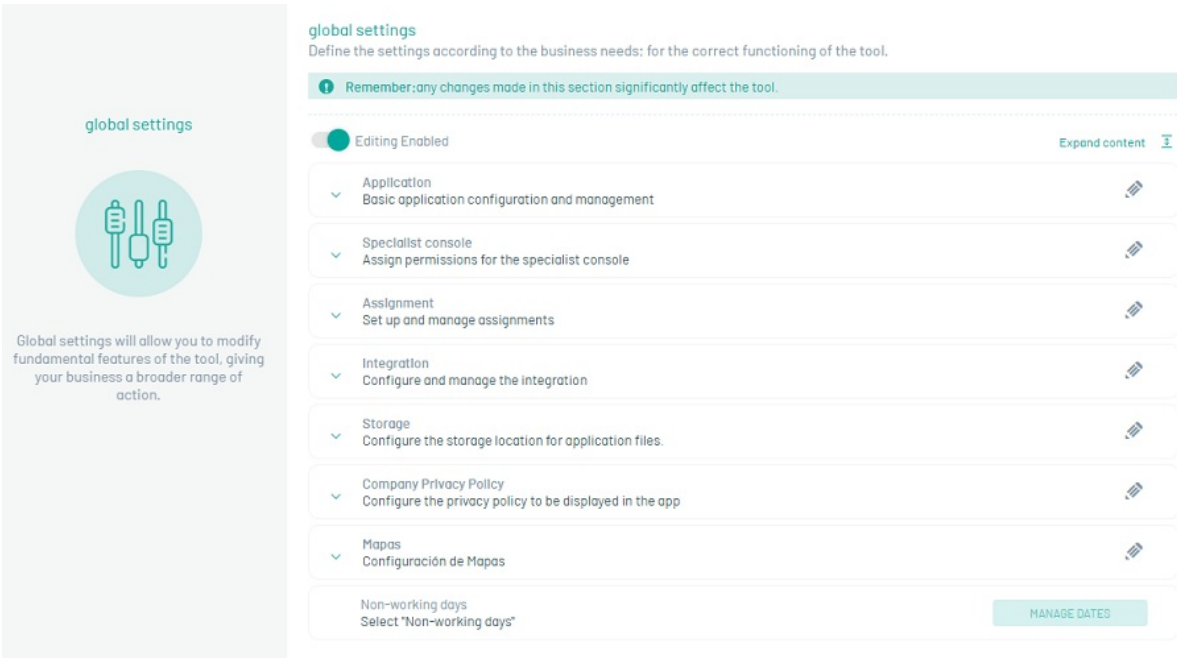 global settings
Global settings will allow you to modify
fundamental features of the tool, giving
your business a broader range of
action.
global settings
Define the settings according to the business needs; for the correct functioning of the tool.
Remember:any changes made in this section significantly affect the tool.
Editing Enabled
Expand content
Application
Basic application configuration and management
Specialist console
Assign permissions for the specialist console
Assignment
Set up and manage assignments
Integration
Configure and manage the integration
Storage
Configure the storage location for application files.
Company Privacy Policy
Configure the privacy policy to be displayed in the app
Mapas
Configuración de Mapas
Non-working days
Select "Non-working days"
MANAGE DATES